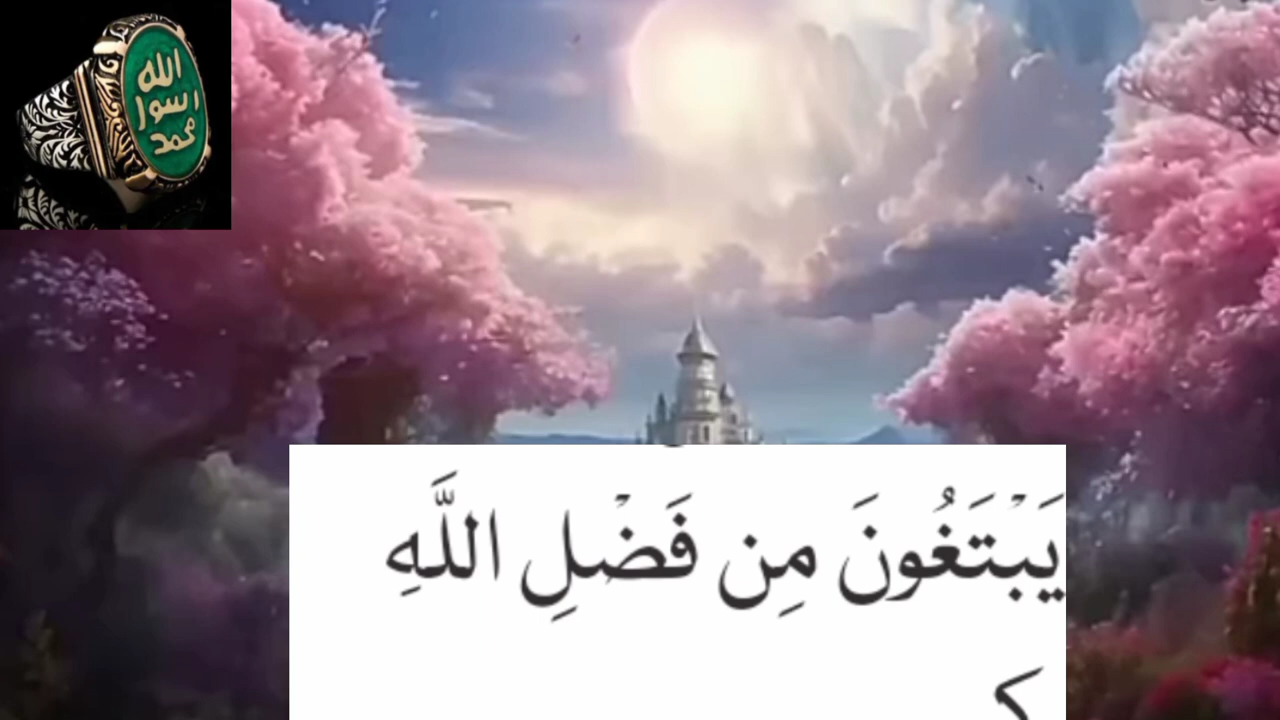 الله
رسول
محمد
يَبْتَغُونَ مِن فَضْلِ اللَّهِ